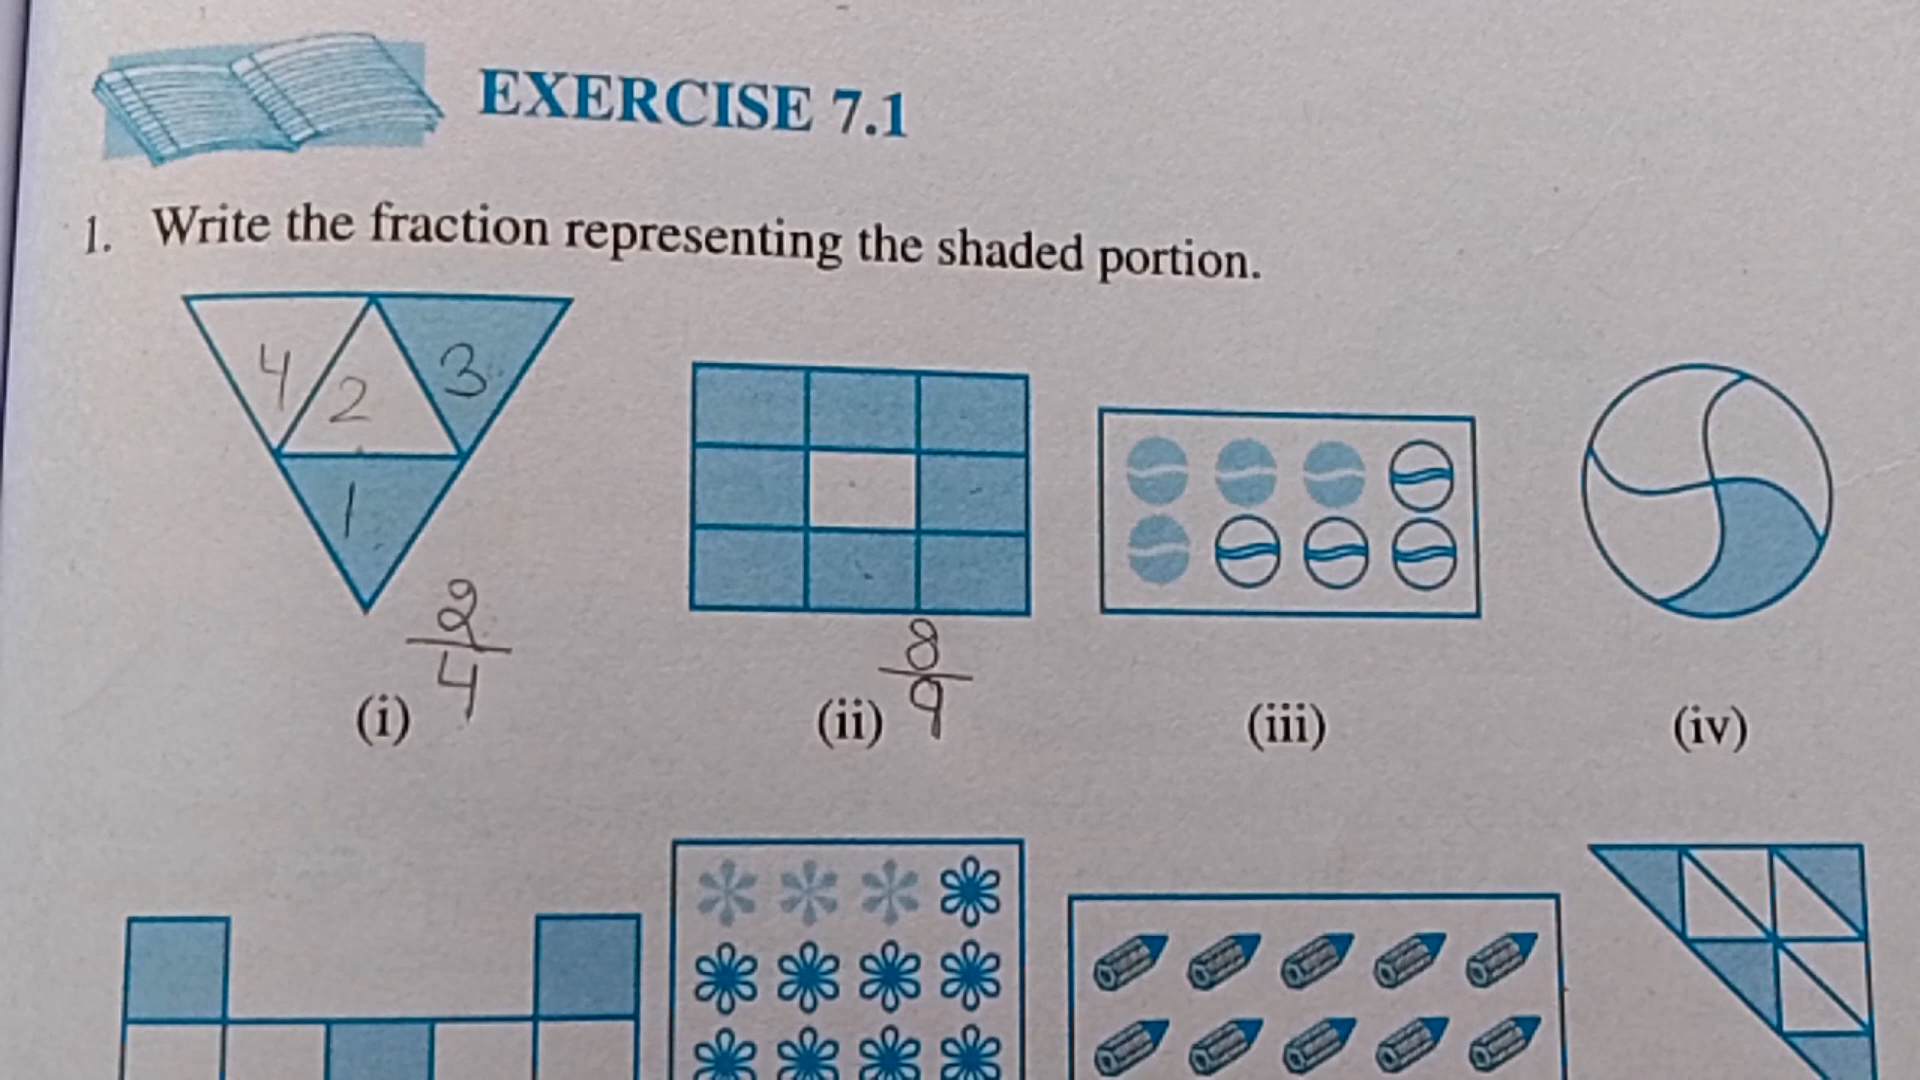 EXERCISE 7.1
1. Write the fraction representing the shaded portion.
4 2 3
1
2
4
8
9
(i) (ii) (iii) (iv)